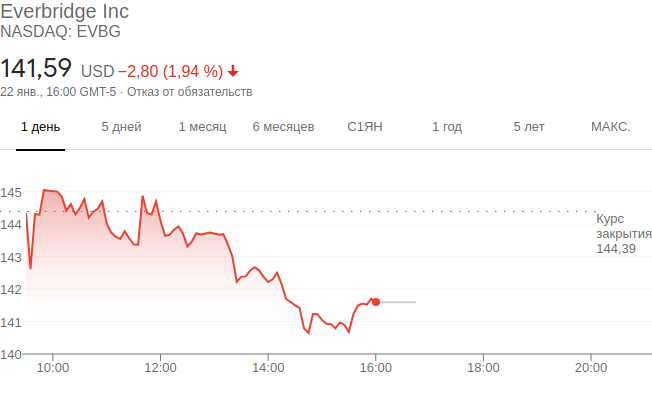 Everbridge Inc
NASDAQ: EVBG
141,59 USD −2,80 (1,94 %)
22 янв., 16:00 GMT-5 · Отказ от обязательств
1 день 5 дней 1 месяц 6 месяцев С1ЯН 1 год 5 лет МАКС.
145
144
143
142
141
140
Курс
закрытия
144,39
10:00 12:00 14:00 16:00 18:00 20:00